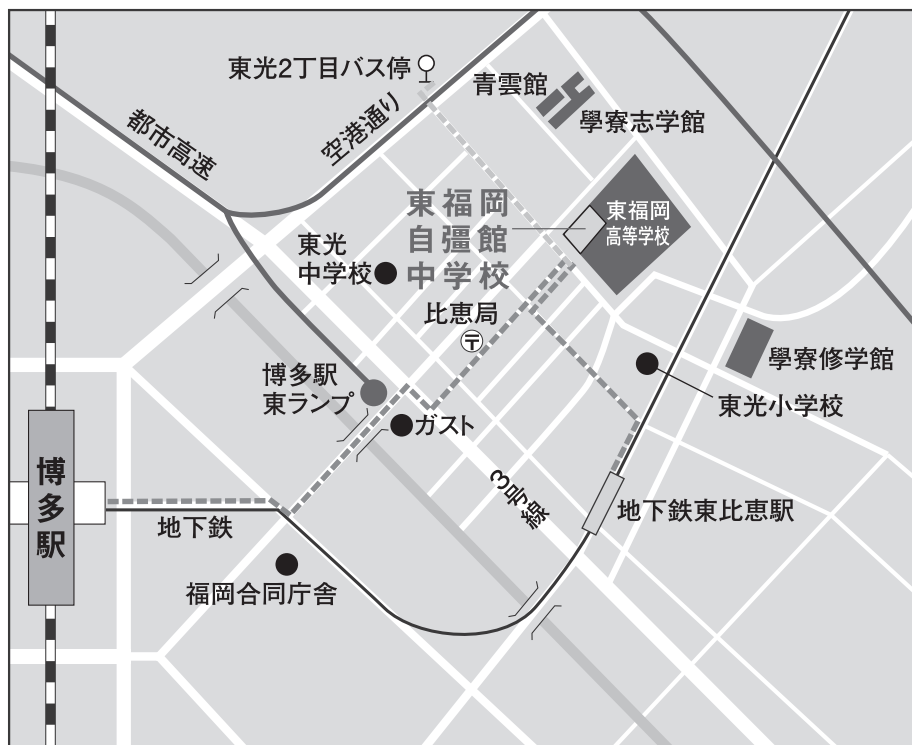 東光2丁目バス停
青雲館
學寮志学館
都市高速
空港通り
東福岡
自彊館
中学校
東福岡
高等学校
東光
中学校
比恵局
〒
學寮修学館
博多駅
東ランプ
東光小学校
ガスト
博多駅
3号線
地下鉄東比恵駅
地下鉄
福岡合同庁舎